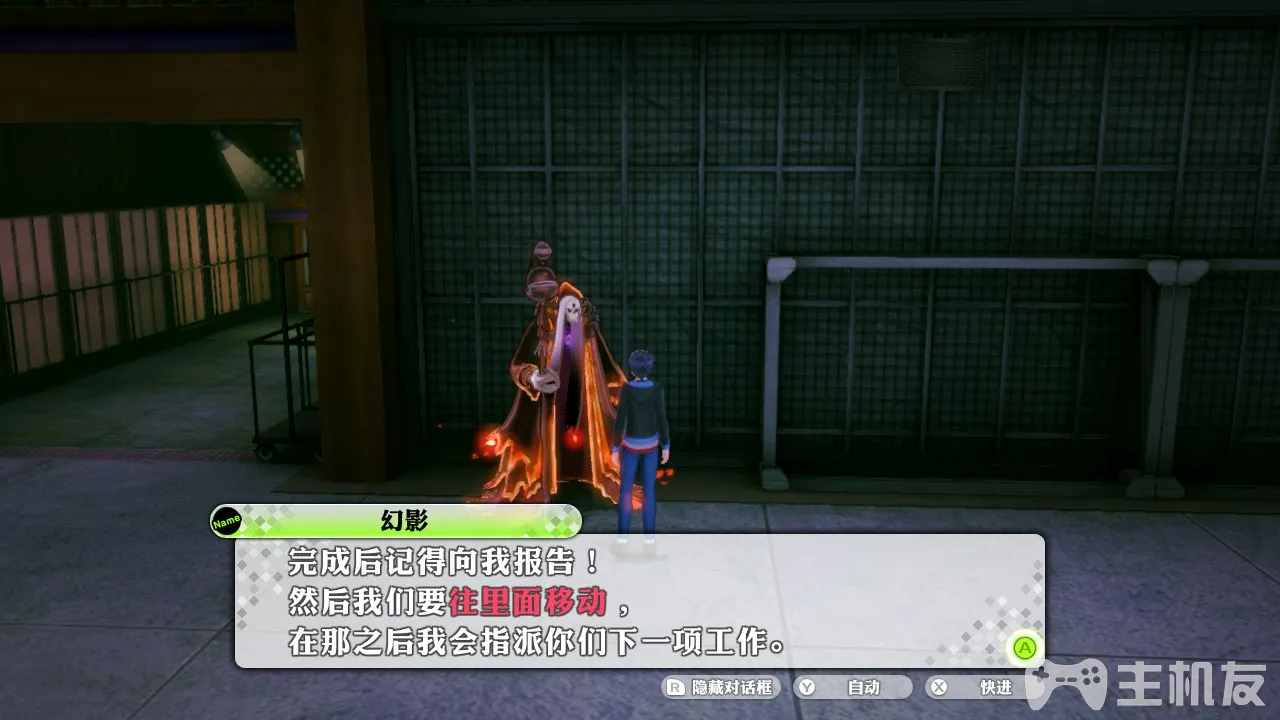 Name 幻影
完成后记得向我报告！
然后我们要往里面移动，
在那之后我会指派你们下一项工作。
A
R 隐藏对话框 Y 自动 X 快进
主机友